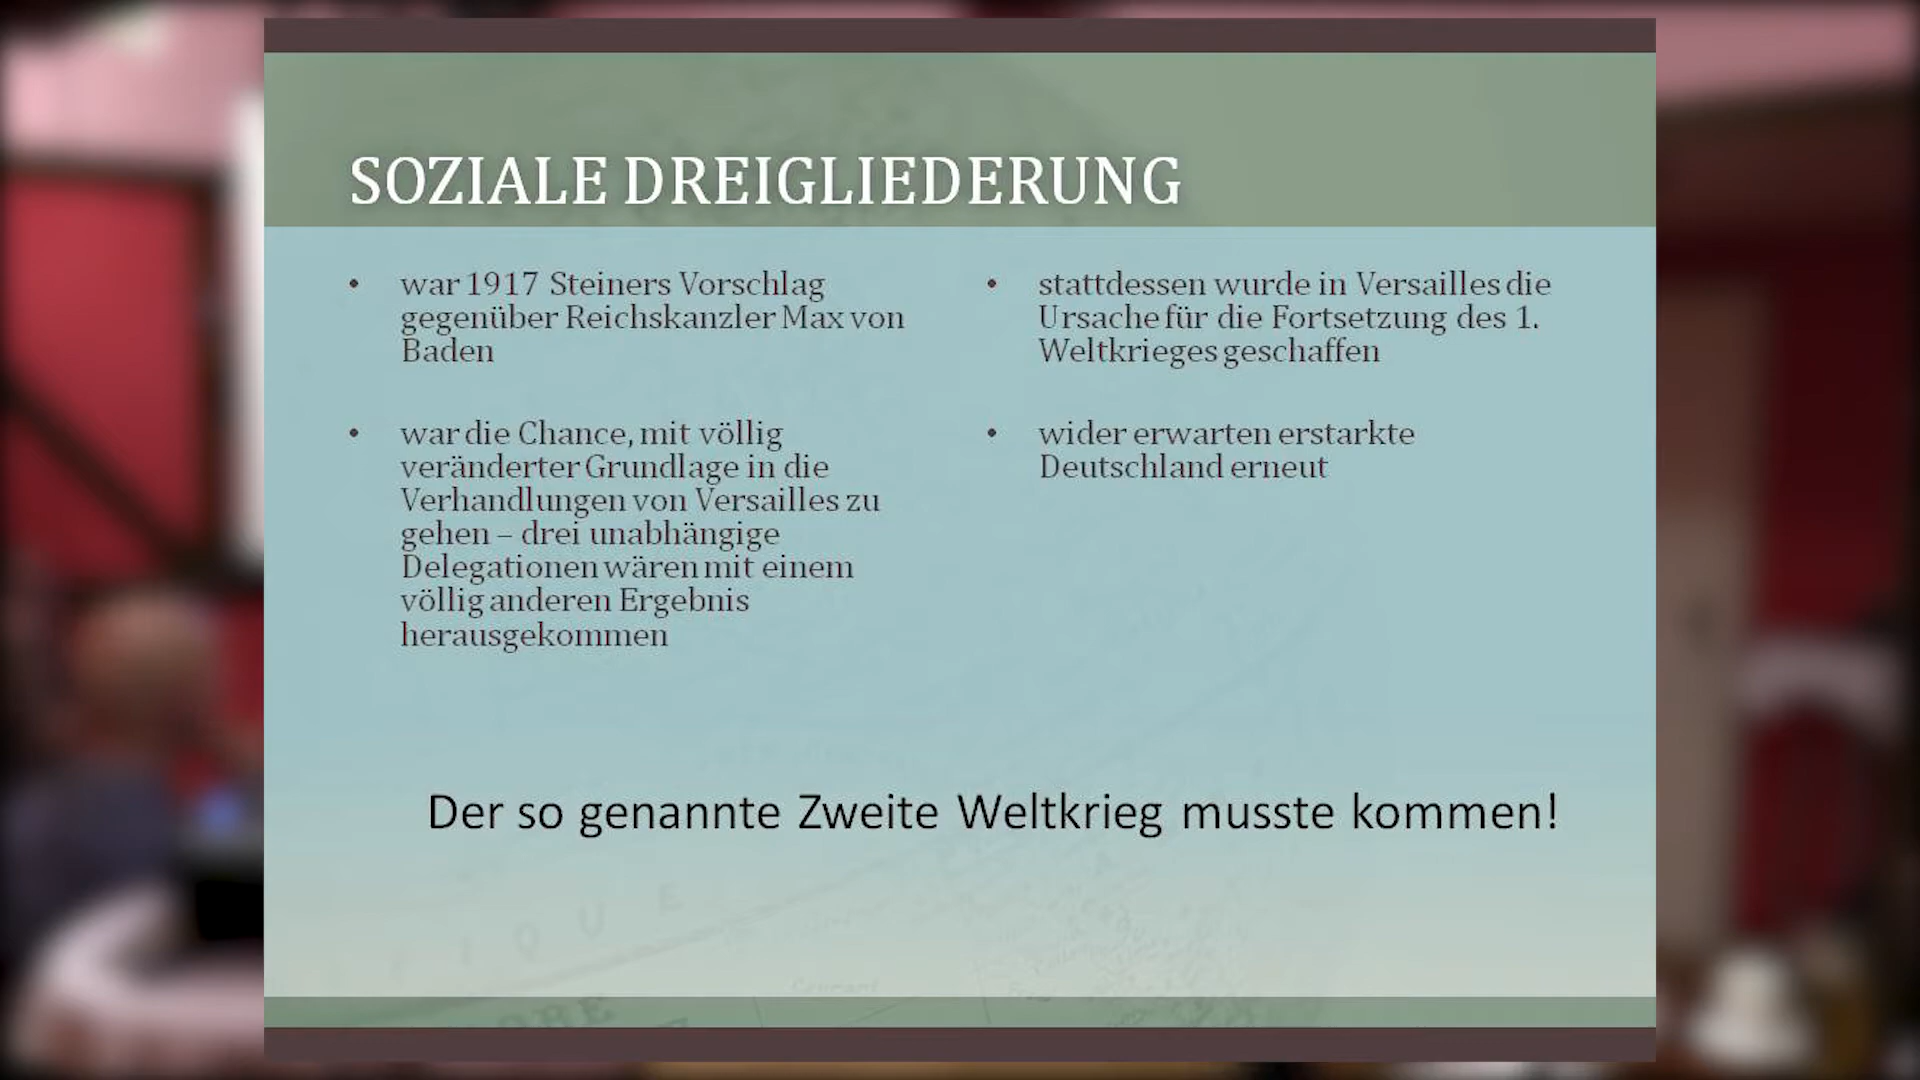 SOZIALE DREIGLIEDERUNG
• war 1917 Steiners Vorschlag
gegenüber Reichskanzler Max von
Baden
• war die Chance, mit völlig
veränderter Grundlage in die
Verhandlungen von Versailles zu
gehen – drei unabhängige
Delegationen wären mit einem
völlig anderen Ergebnis
herausgekommen
• stattdessen wurde in Versailles die
Ursache für die Fortsetzung des 1.
Weltkrieges geschaffen
• wider erwarten erstarkte
Deutschland erneut
Der so genannte Zweite Weltkrieg musste kommen!